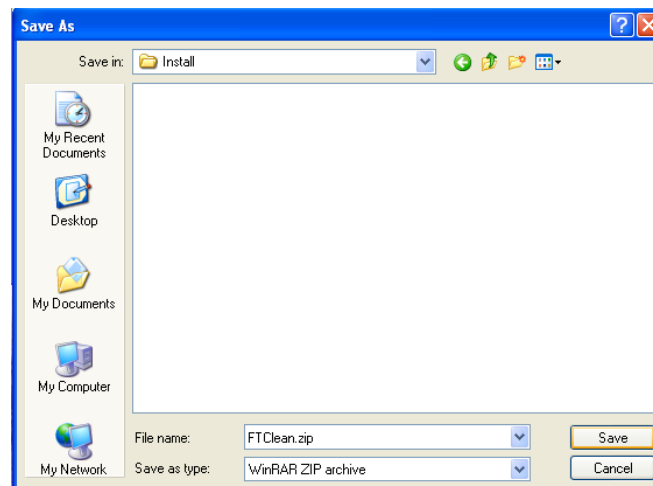 Save As
Save in: Install
My Recent
Documents
Desktop
My Documents
My Computer
My Network
File name: FTClean.zip Save
Save as type: WinRAR ZIP archive Cancel